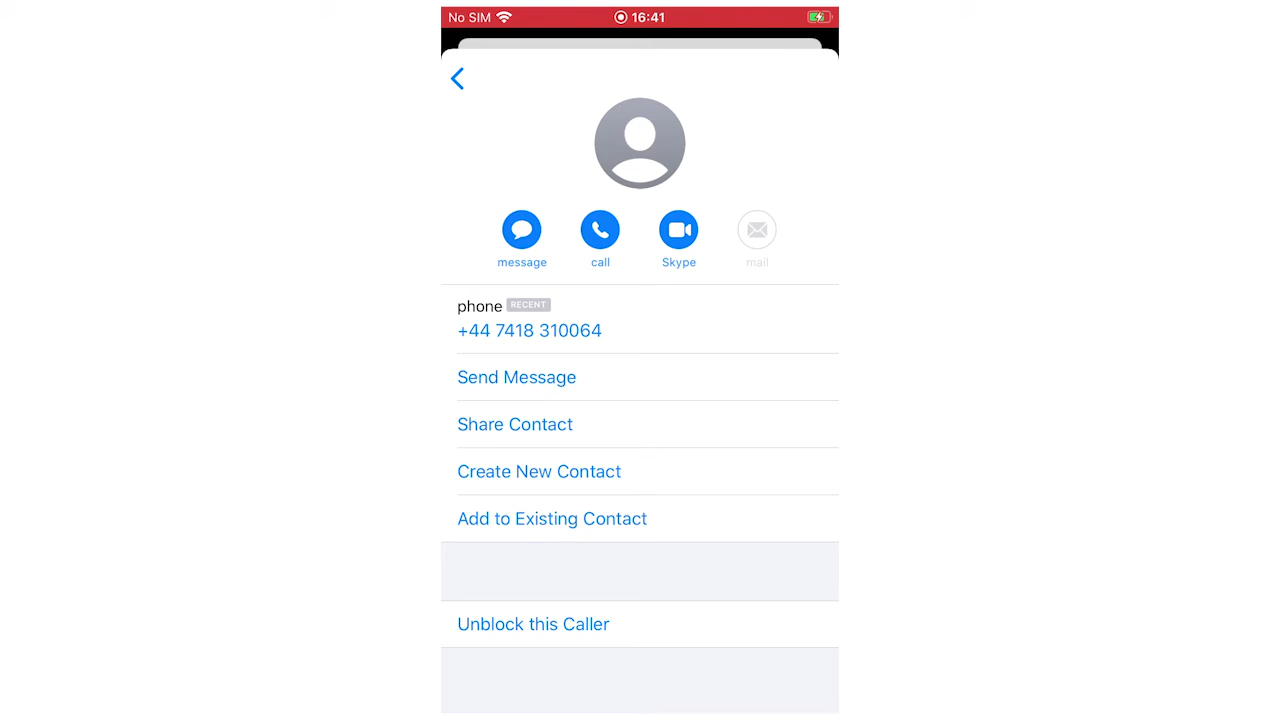 No SIM 16:41
message call Skype mail
phone RECENT
+44 7418 310064
Send Message
Share Contact
Create New Contact
Add to Existing Contact
Unblock this Caller